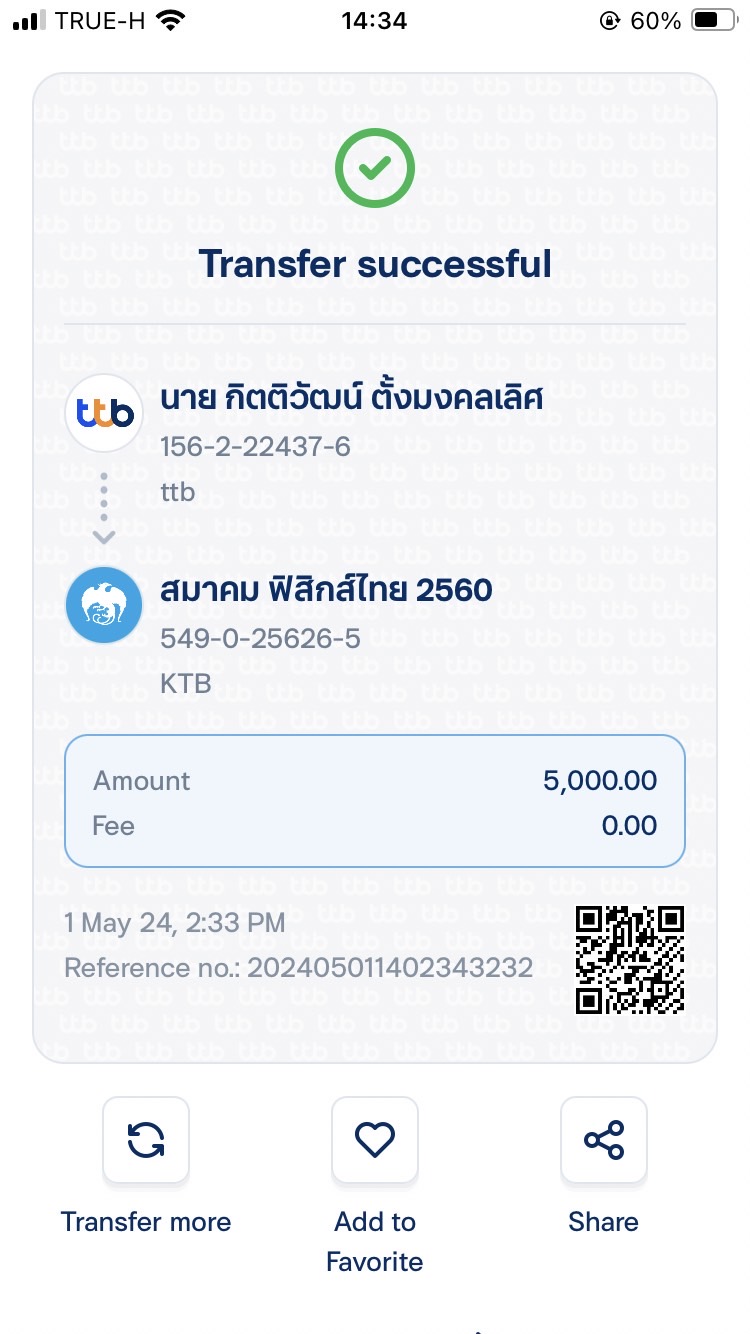 TRUE-H 14:34 60%
Transfer successful
ttb
นาย กิตติวัฒน์ ตั้งมงคลเลิศ
156-2-22437-6
ttb
สมาคม ฟิสิกส์ไทย 2560
549-0-25626-5
KTB
Amount 5,000.00
Fee 0.00
1 May 24, 2:33 PM
Reference no.: 202405011402343232
Transfer more
Add to
Favorite
Share